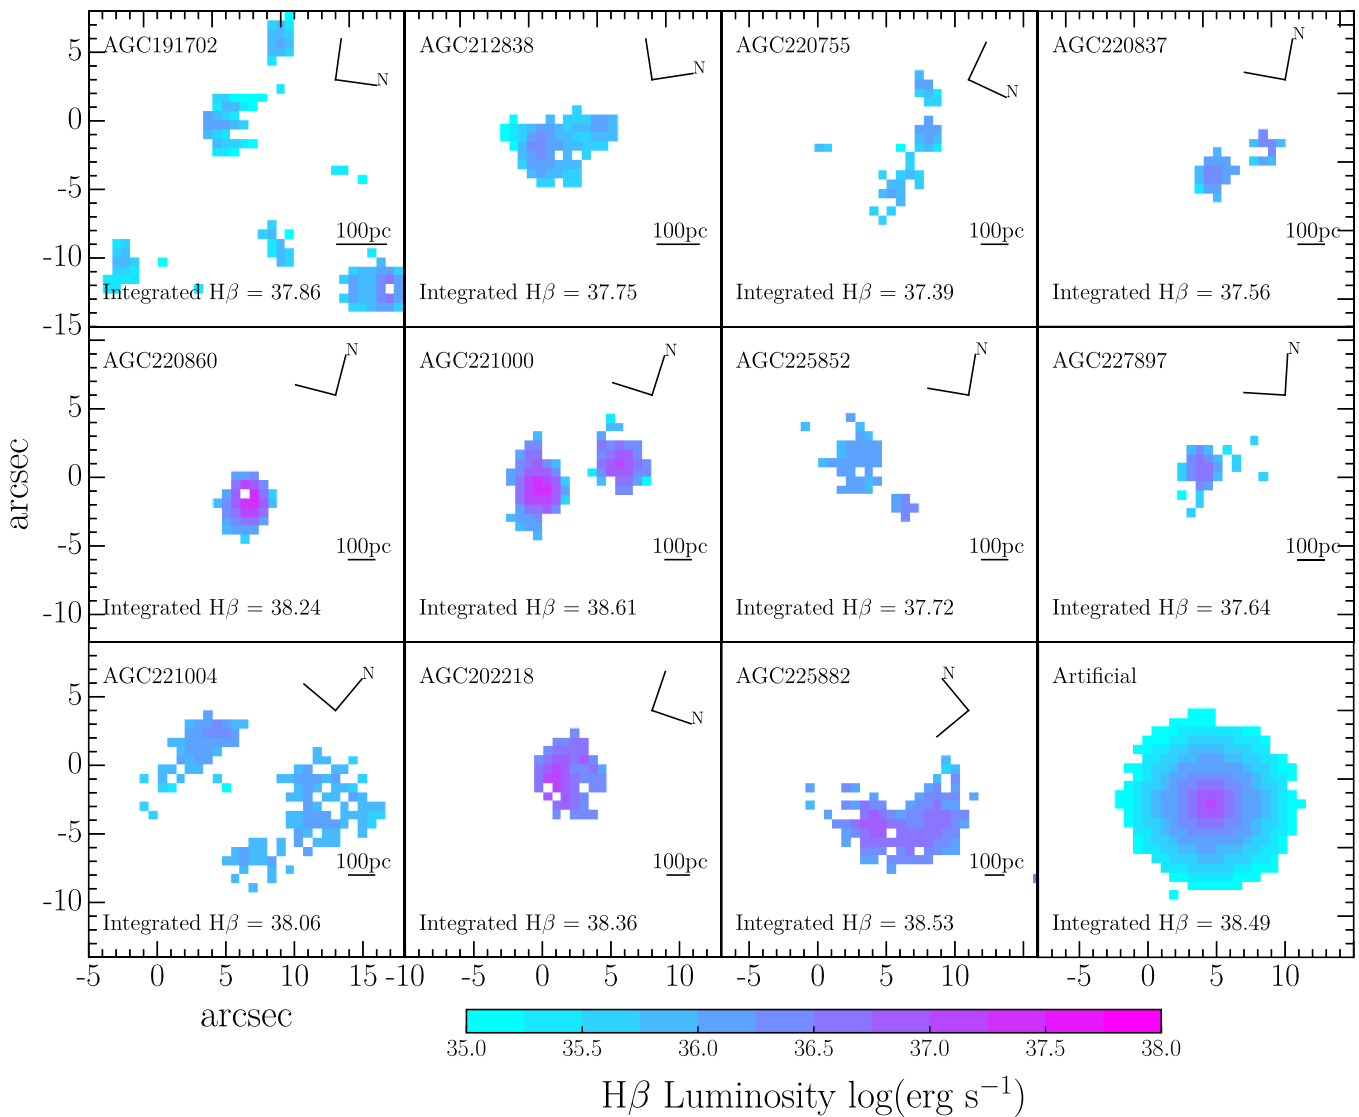 AGC191702
N
100pc
Integrated Hβ = 37.86
AGC212838
N
100pc
Integrated Hβ = 37.75
AGC220755
N
100pc
Integrated Hβ = 37.39
AGC220837
N
100pc
Integrated Hβ = 37.56
5
0
-5
-10
-15
AGC220860
N
100pc
Integrated Hβ = 38.24
AGC221000
N
100pc
Integrated Hβ = 38.61
AGC225852
N
100pc
Integrated Hβ = 37.72
AGC227897
N
100pc
Integrated Hβ = 37.64
5
0
-5
-10
arcsec
AGC221004
N
100pc
Integrated Hβ = 38.06
AGC202218
N
100pc
Integrated Hβ = 38.36
AGC225882
N
100pc
Integrated Hβ = 38.53
Artificial
Integrated Hβ = 38.49
5
0
-5
-10
-5 0 5 10 15 -10 0 10 -5 0 5 10 -5 0 5 10
arcsec
35.0 35.5 36.0 36.5 37.0 37.5 38.0
Hβ Luminosity log(erg s⁻¹)